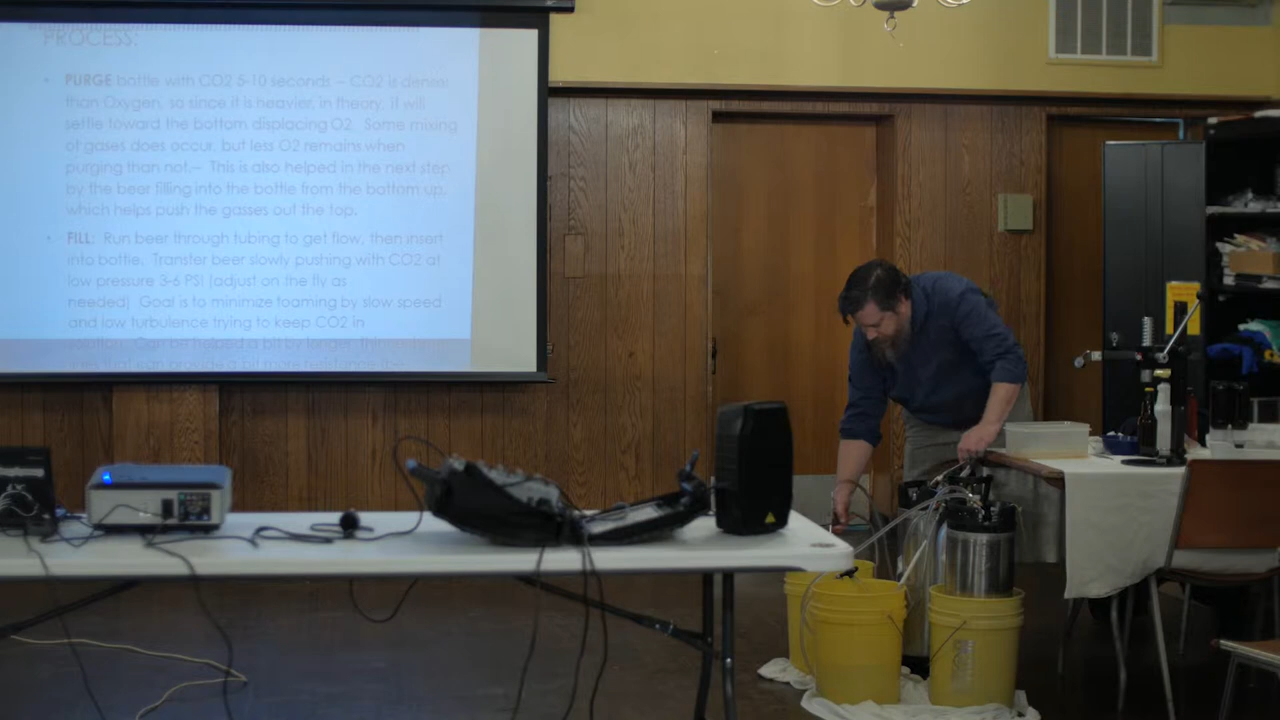 PROCESS:
• PURGE bottle with CO2 5-10 seconds – CO2 is denser
than Oxygen, so since it is heavier, in theory, it will
settle toward the bottom displacing O2. Some mixing
of gases does occur, but less O2 remains when
purging than not.– This is also helped in the next step
by the beer filling into the bottle from the bottom up,
which helps push the gasses out the top.
• FILL: Run beer through tubing to get flow, then insert
into bottle. Transfer beer slowly pushing with CO2 at
low pressure 3-6 PSI (adjust on the fly as
needed) Goal is to minimize foaming by slow speed
and low turbulence trying to keep CO2 in